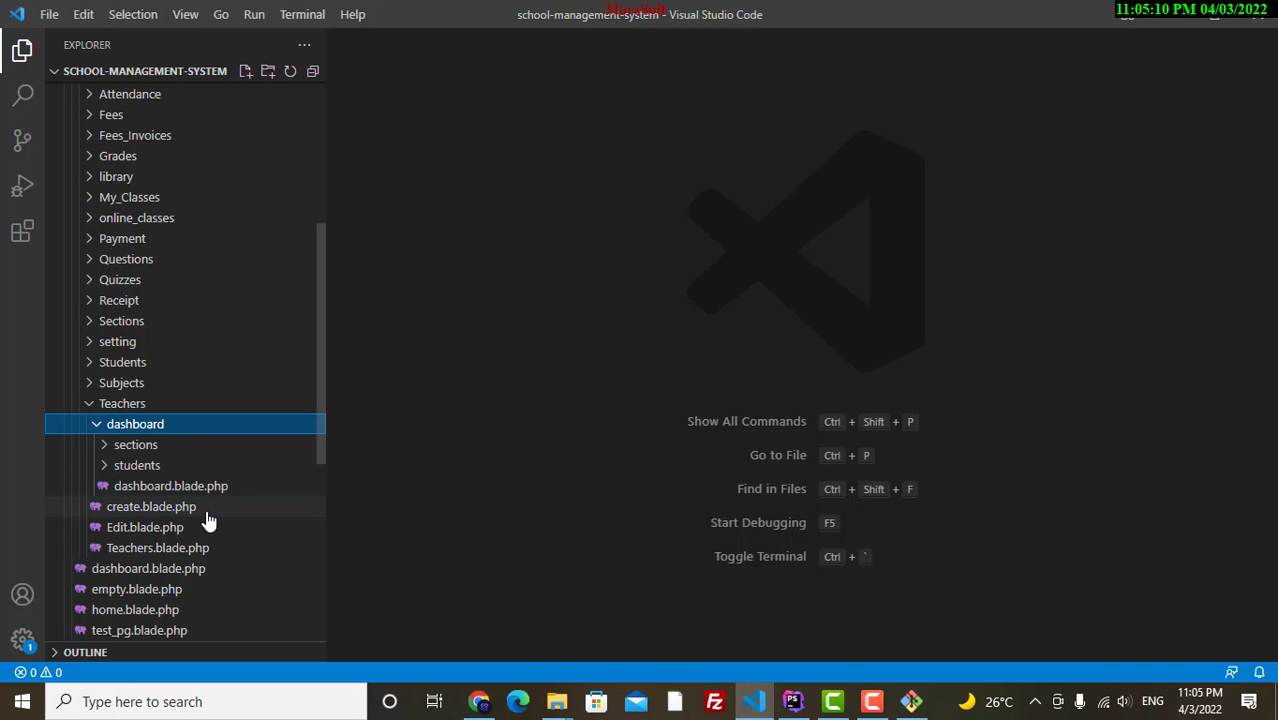 File Edit Selection View Go Run Terminal Help
school-management-system - Visual Studio Code
11:05:10 PM 04/03/2022
EXPLORER
SCHOOL-MANAGEMENT-SYSTEM
Attendance
Fees
Fees_Invoices
Grades
library
My_Classes
online_classes
Payment
Questions
Quizzes
Receipt
Sections
setting
Students
Subjects
Teachers
dashboard
sections
students
dashboard.blade.php
create.blade.php
Edit.blade.php
Teachers.blade.php
dashboard.blade.php
empty.blade.php
home.blade.php
test_pg.blade.php
OUTLINE
Show All Commands Ctrl + Shift + P
Go to File Ctrl + P
Find in Files Ctrl + Shift + F
Start Debugging F5
Toggle Terminal Ctrl + `
1
0 0
Type here to search
26°C
ENG
11:05 PM
4/3/2022